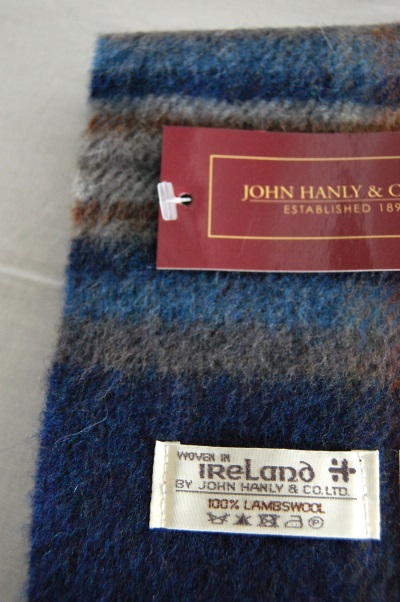 JOHN HANLY & C
ESTABLISHED 189
WOVEN IN
IReLand
BY JOHN HANLY & CO.LTD.
100% LAMBSWOOL